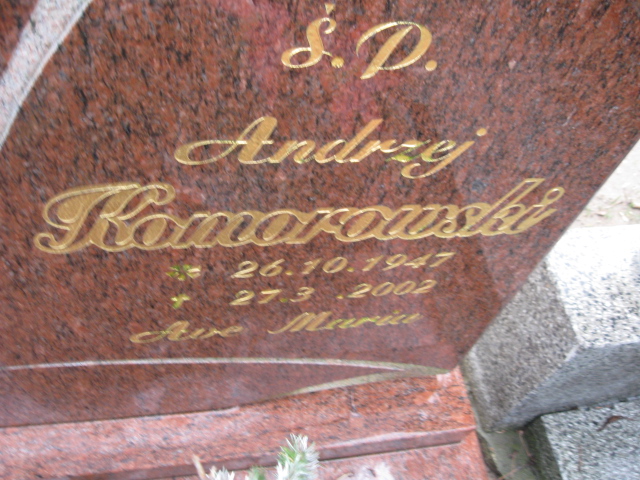 Ś.P.
Andrzej
Komorowski
* 26.10.1947
† 27.3.2002
Ave Maria